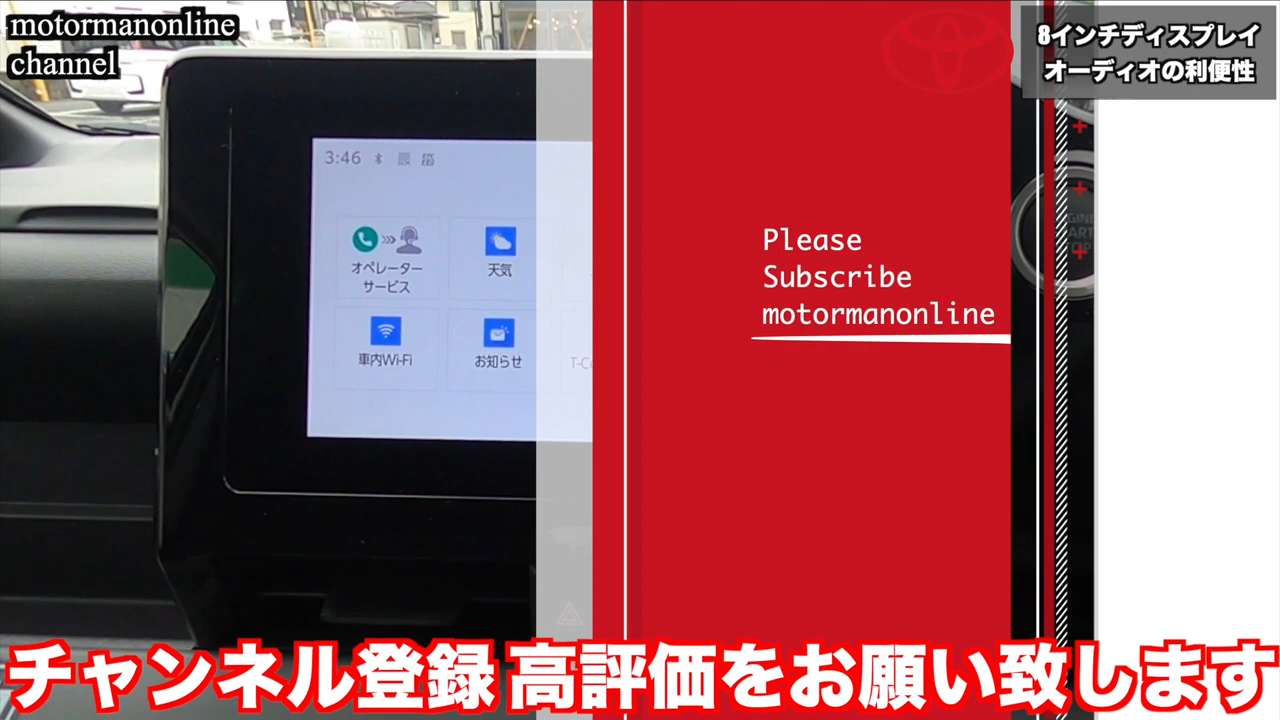 motormanonline
channel
8インチディスプレイ
オーディオの利便性
3:46
オペレーター
サービス
天気
車内Wi-Fi
お知らせ
Please
Subscribe
motormanonline
チャンネル登録 高評価をお願い致します